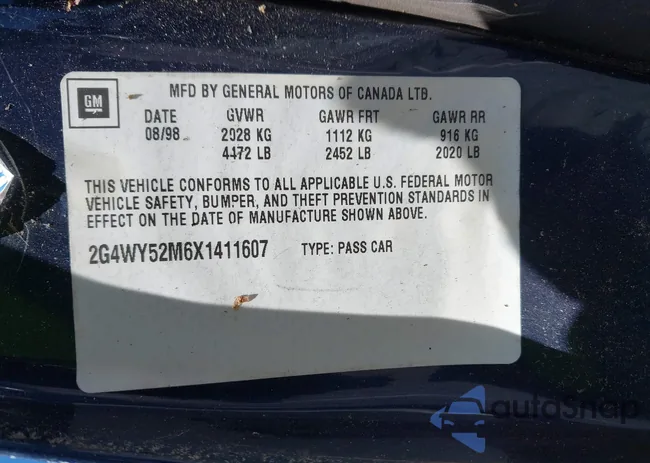 GM
MFD BY GENERAL MOTORS OF CANADA LTD.
DATE GVWR GAWR FRT GAWR RR
08/98 2028 KG 1112 KG 916 KG
4472 LB 2452 LB 2020 LB
THIS VEHICLE CONFORMS TO ALL APPLICABLE U.S. FEDERAL MOTOR
VEHICLE SAFETY, BUMPER, AND THEFT PREVENTION STANDARDS IN
EFFECT ON THE DATE OF MANUFACTURE SHOWN ABOVE.
2G4WY52M6X1411607 TYPE: PASS CAR
autoSnap